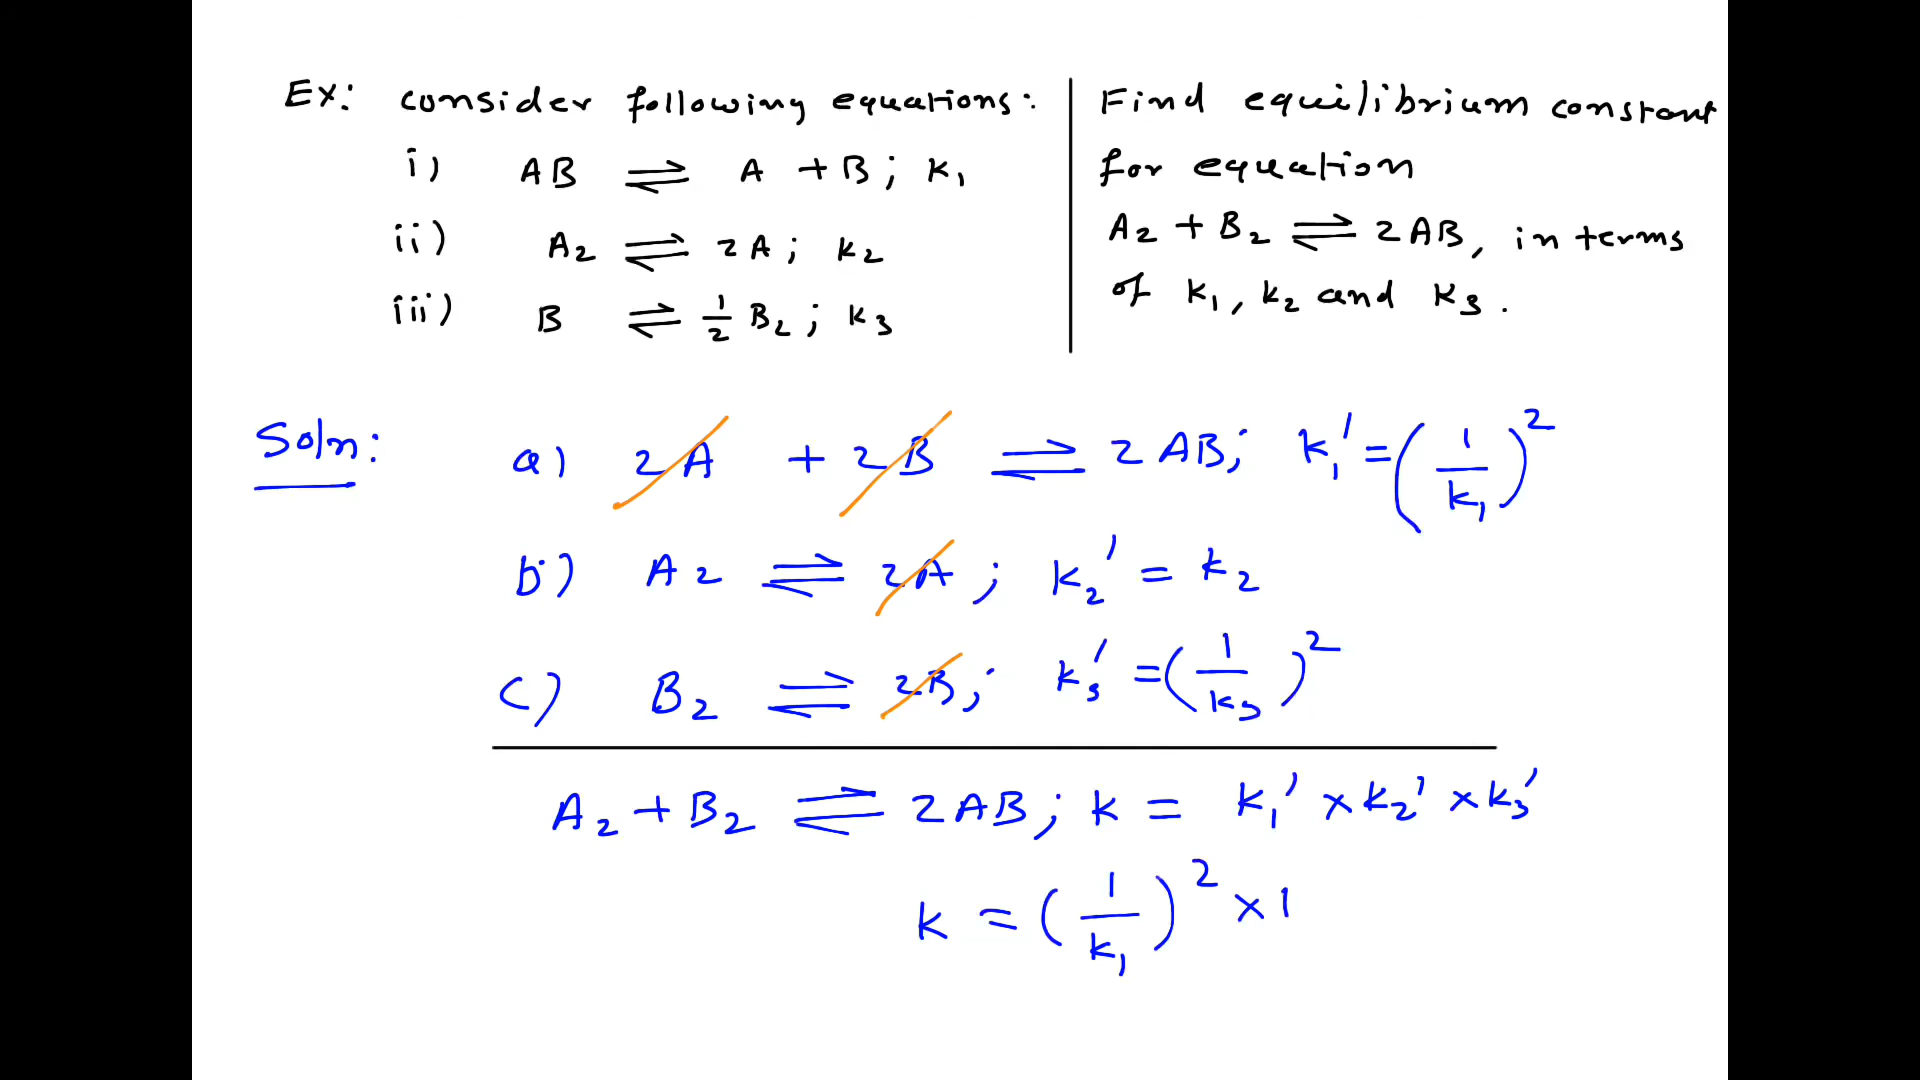 Ex: consider following equations:
i) AB ⇌ A + B; K₁
ii) A₂ ⇌ 2A; K₂
iii) B ⇌ 1/2 B₂; K₃
Find equilibrium constant
for equation
A₂ + B₂ ⇌ 2AB, in terms
of K₁, K₂ and K₃.
Soln:
a) 2A + 2B ⇌ 2AB; K₁' = (1/K₁)²
b) A₂ ⇌ 2A; K₂' = K₂
c) B₂ ⇌ 2B; K₃' = (1/K₃)²
A₂ + B₂ ⇌ 2AB; K = K₁' × K₂' × K₃'
K = (1/K₁)² × 1